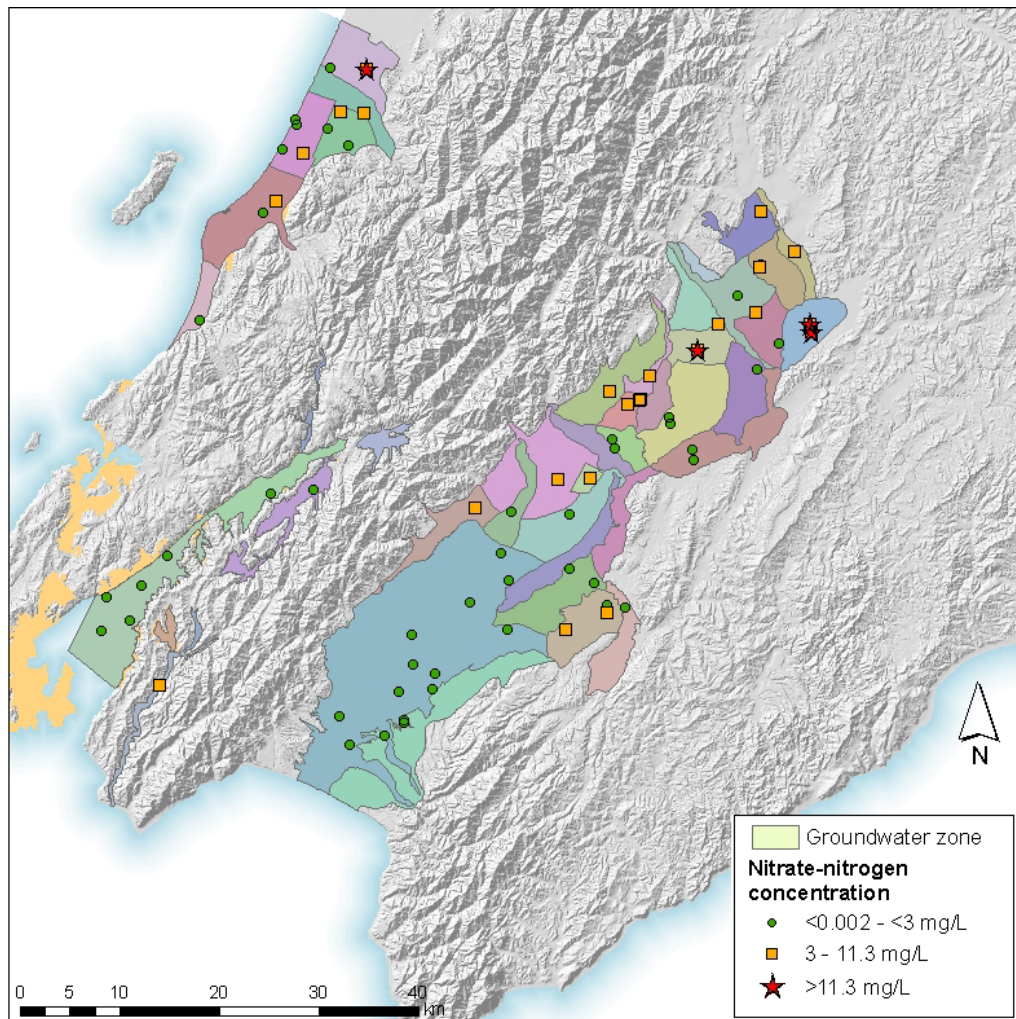 N
Groundwater zone
Nitrate-nitrogen
concentration
<0.002 - <3 mg/L
3 - 11.3 mg/L
>11.3 mg/L
0 5 10 20 30 40
km